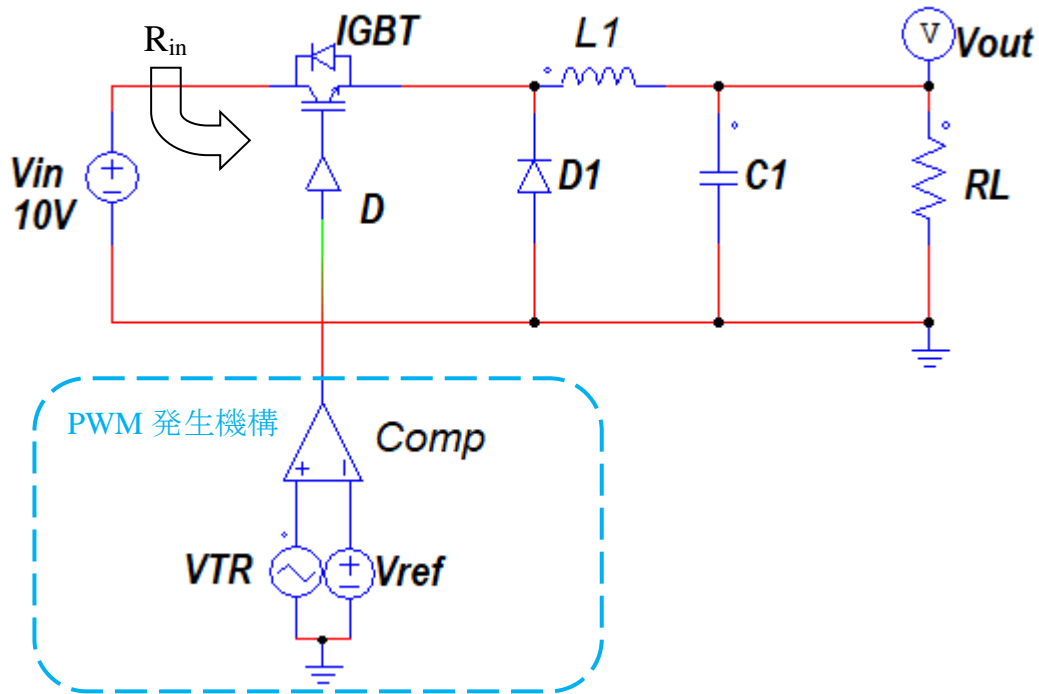 Rin
IGBT
L1
V
Vout
Vin
10V
D
D1
C1
RL
PWM 発生機構
Comp
VTR
Vref